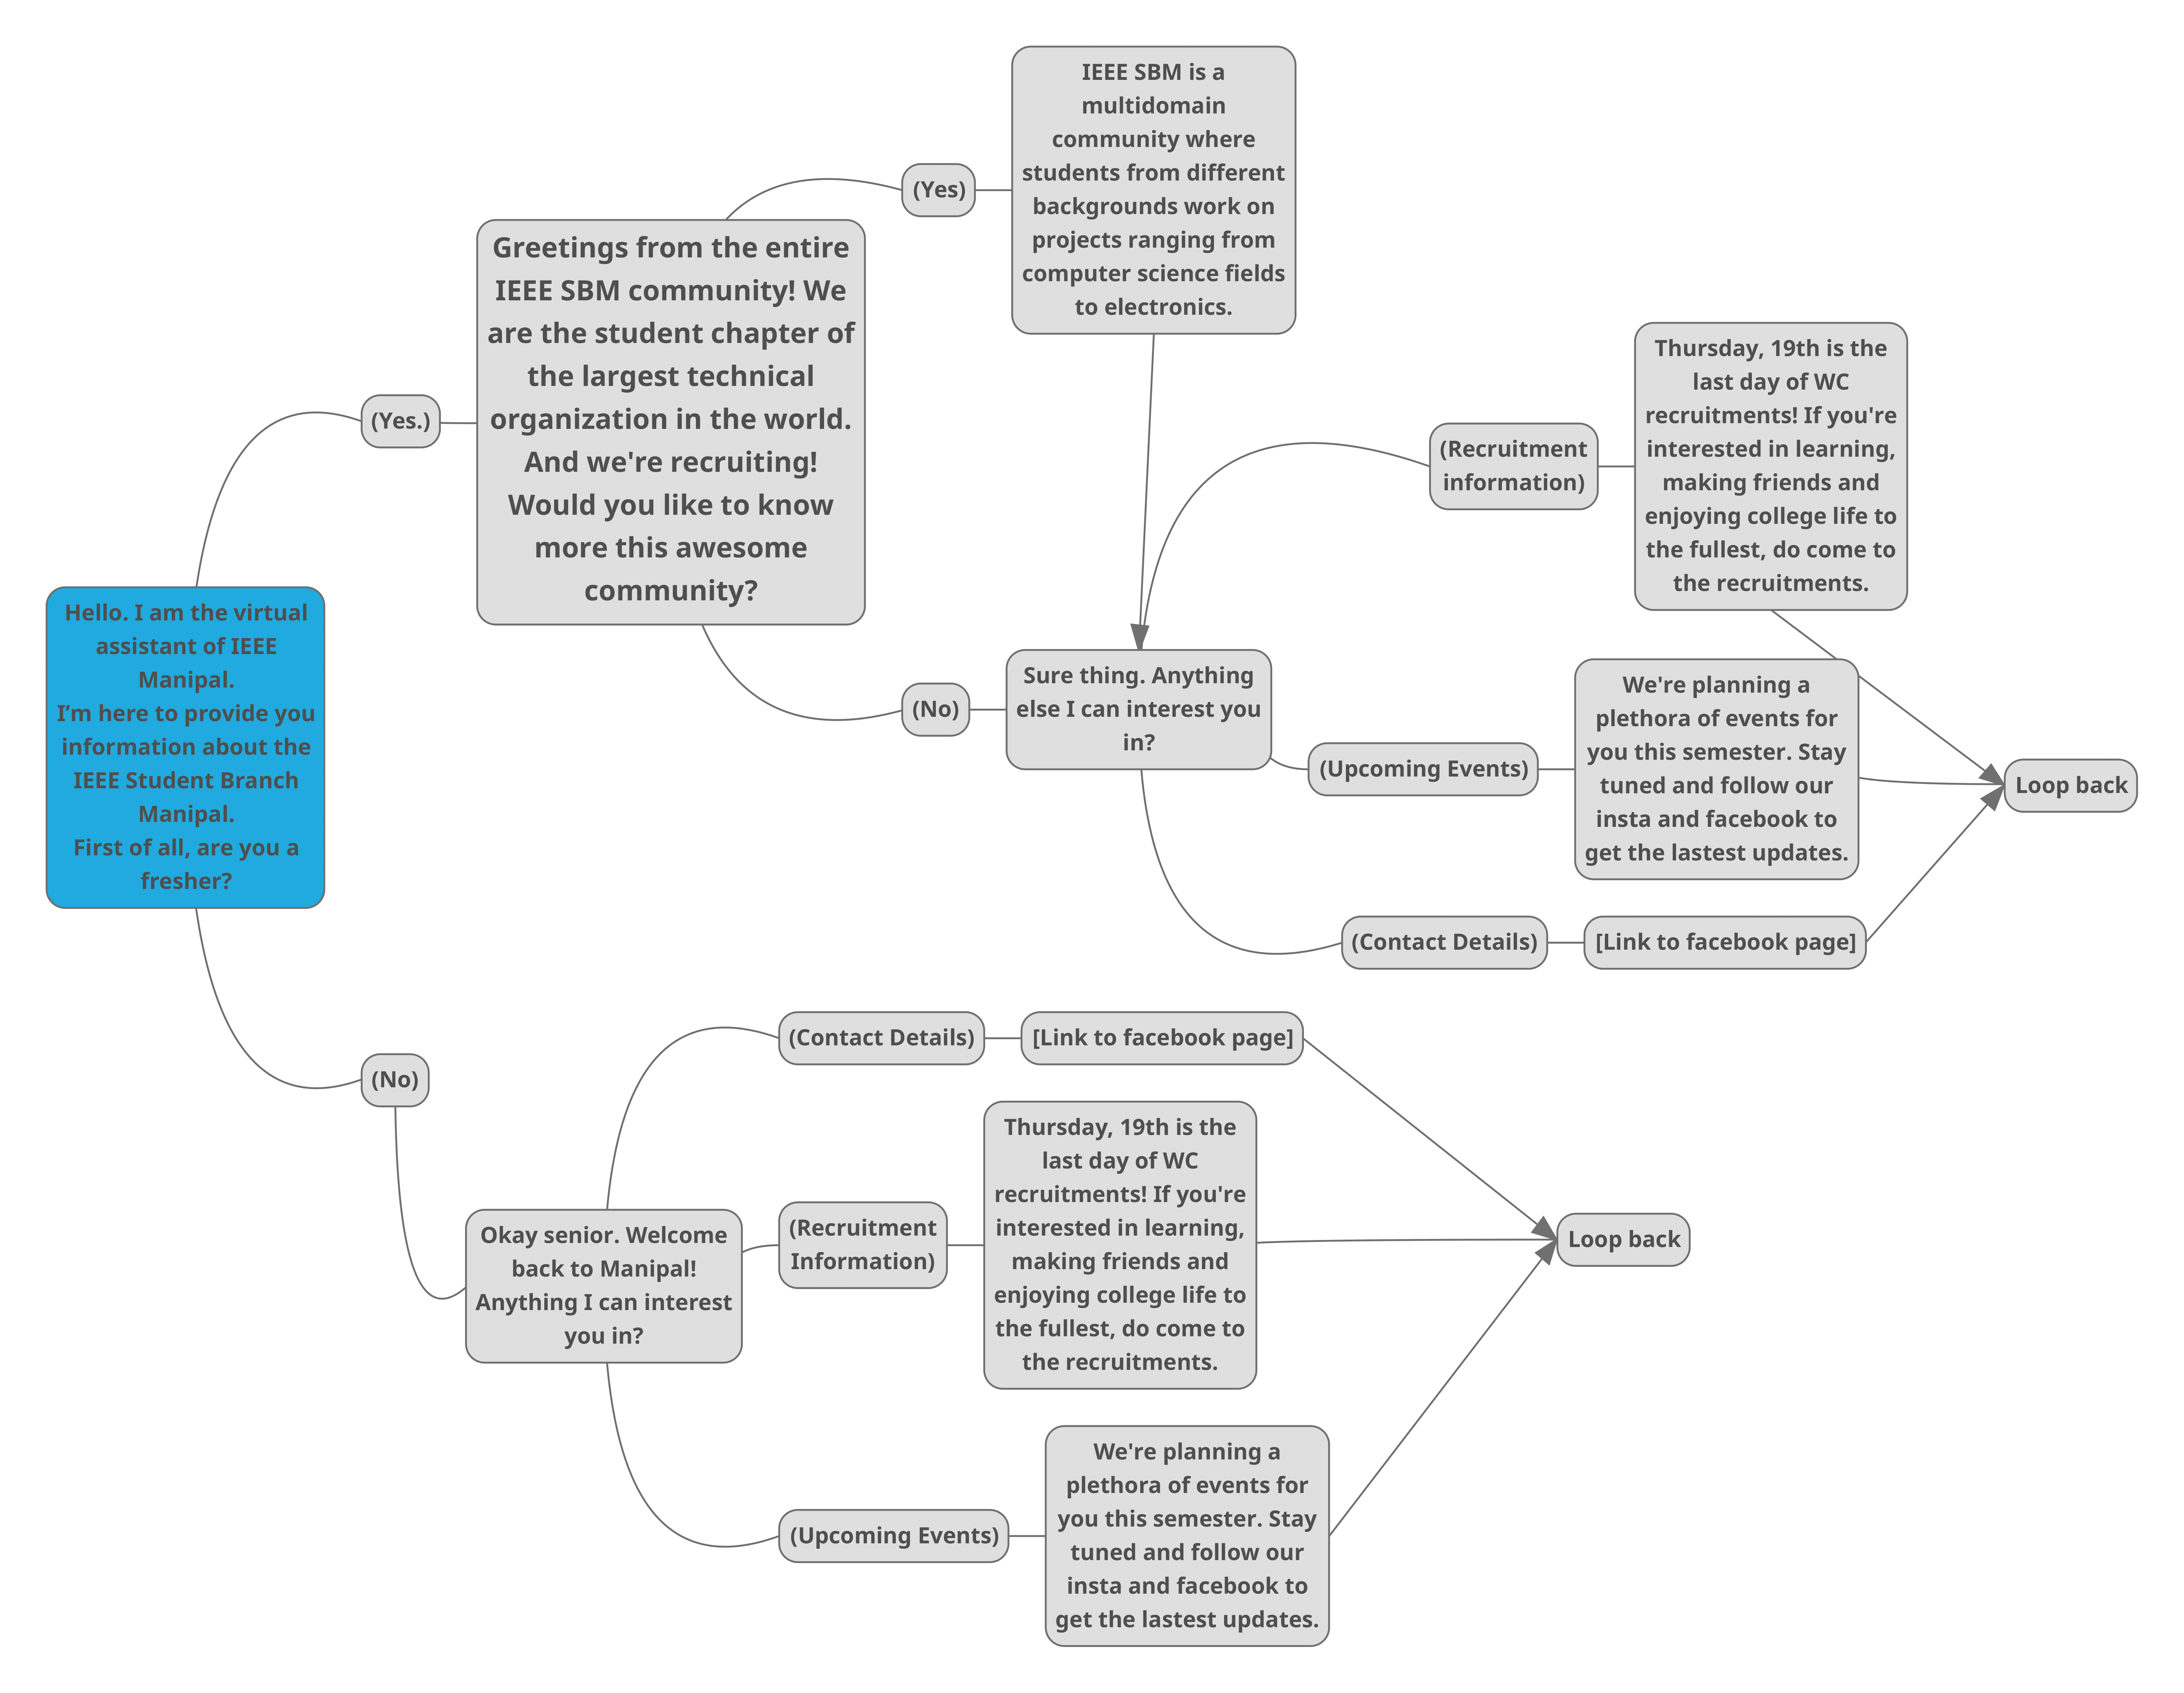 Hello. I am the virtual
assistant of IEEE
Manipal.
I’m here to provide you
information about the
IEEE Student Branch
Manipal.
First of all, are you a
fresher?
(Yes.)
Greetings from the entire
IEEE SBM community! We
are the student chapter of
the largest technical
organization in the world.
And we're recruiting!
Would you like to know
more this awesome
community?
(Yes)
IEEE SBM is a
multidomain
community where
students from different
backgrounds work on
projects ranging from
computer science fields
to electronics.
(No)
Sure thing. Anything
else I can interest you
in?
(Recruitment
information)
Thursday, 19th is the
last day of WC
recruitments! If you're
interested in learning,
making friends and
enjoying college life to
the fullest, do come to
the recruitments.
(Upcoming Events)
We're planning a
plethora of events for
you this semester. Stay
tuned and follow our
insta and facebook to
get the lastest updates.
(Contact Details)
[Link to facebook page]
Loop back
(No)
Okay senior. Welcome
back to Manipal!
Anything I can interest
you in?
(Contact Details)
[Link to facebook page]
(Recruitment
Information)
Thursday, 19th is the
last day of WC
recruitments! If you're
interested in learning,
making friends and
enjoying college life to
the fullest, do come to
the recruitments.
(Upcoming Events)
We're planning a
plethora of events for
you this semester. Stay
tuned and follow our
insta and facebook to
get the lastest updates.
Loop back